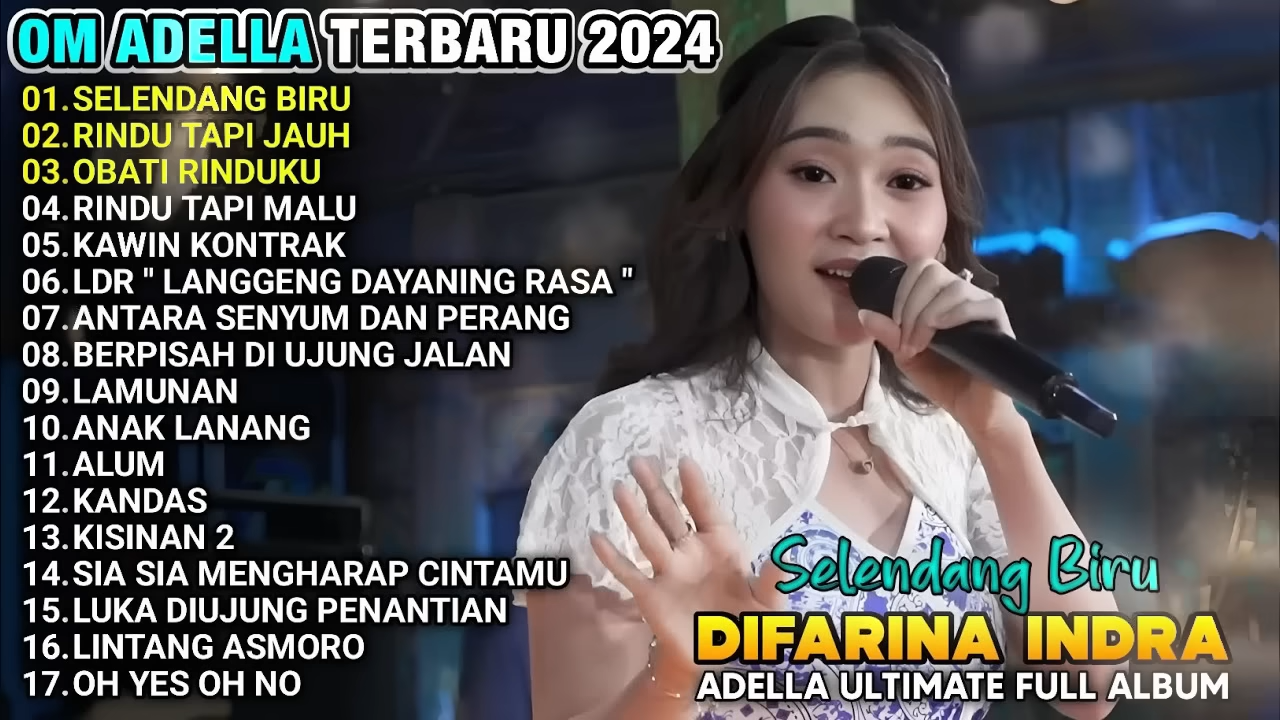 OM ADELLA TERBARU 2024
01. SELENDANG BIRU
02. RINDU TAPI JAUH
03. OBATI RINDUKU
04. RINDU TAPI MALU
05. KAWIN KONTRAK
06. LDR " LANGGENG DAYANING RASA "
07. ANTARA SENYUM DAN PERANG
08. BERPISAH DI UJUNG JALAN
09. LAMUNAN
10. ANAK LANANG
11. ALUM
12. KANDAS
13. KISINAN 2
14. SIA SIA MENGHARAP CINTAMU
15. LUKA DIUJUNG PENANTIAN
16. LINTANG ASMORO
17. OH YES OH NO
Selendang Biru
DIFARINA INDRA
ADELLA ULTIMATE FULL ALBUM